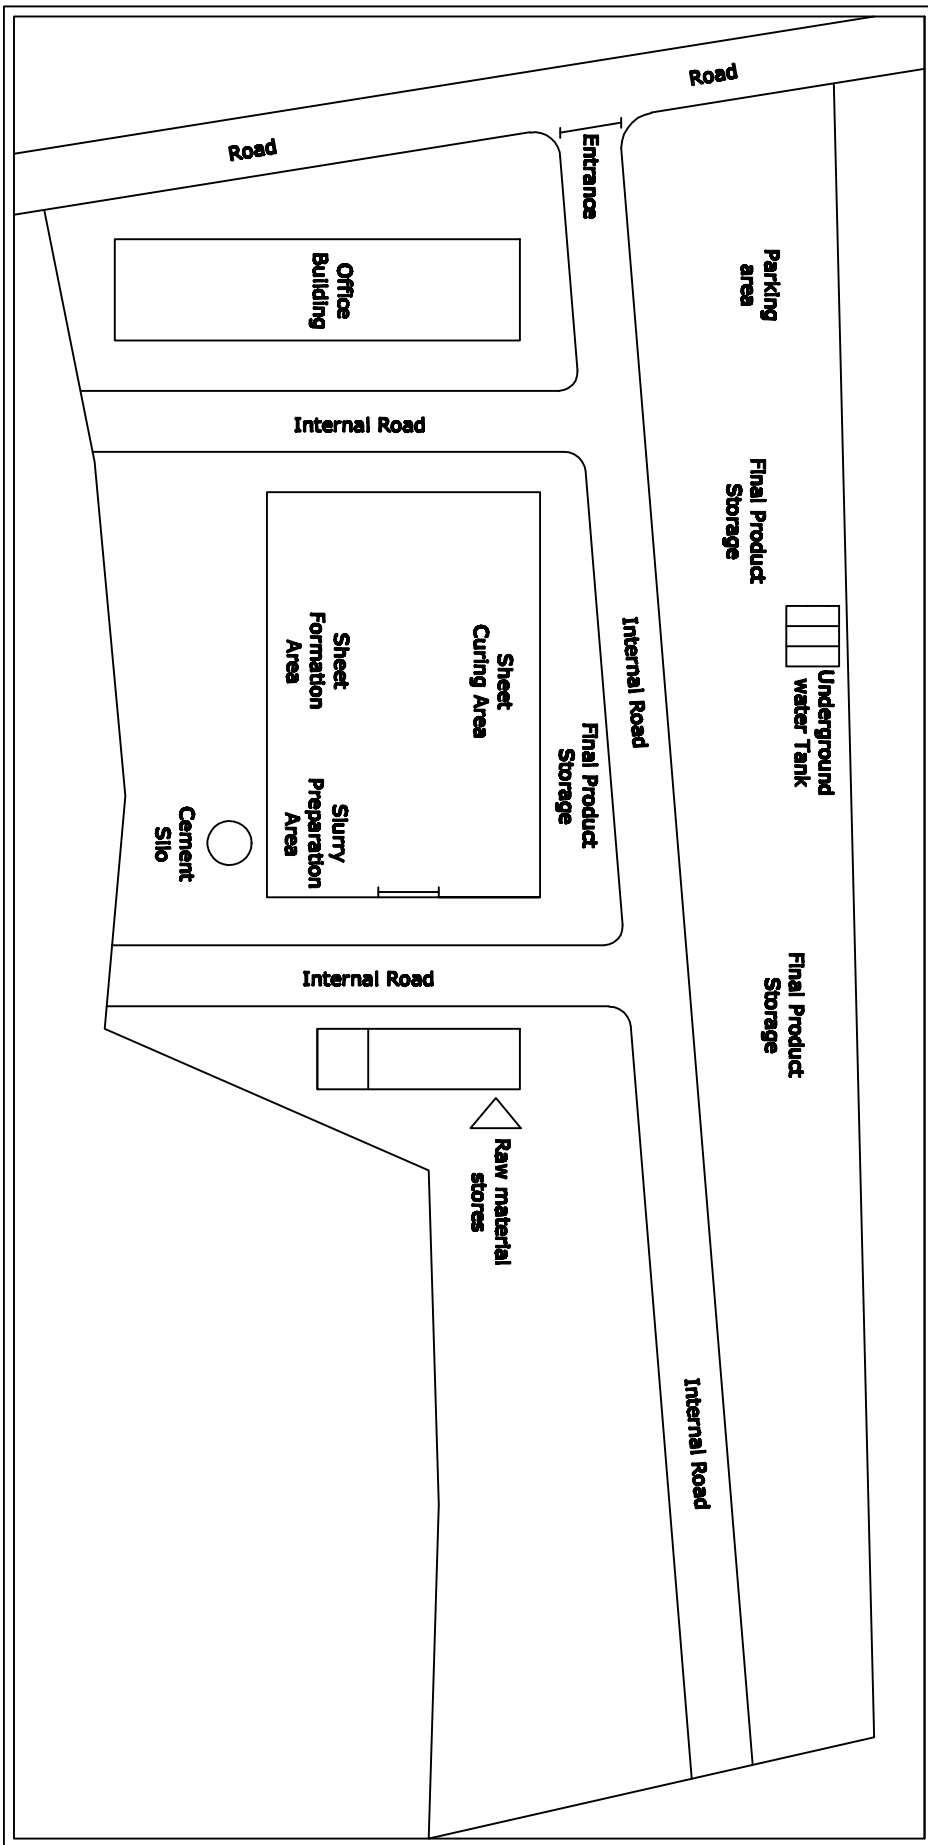 Road
Road
Entrance
Parking
area
Office
Building
Internal Road
Final Product
Storage
Internal Road
Underground
water Tank
Sheet
Curing Area
Sheet
Formation
Area
Final Product
Storage
Slurry
Preparation
Area
Cement
Silo
Final Product
Storage
Internal Road
Raw material
stores
Internal Road